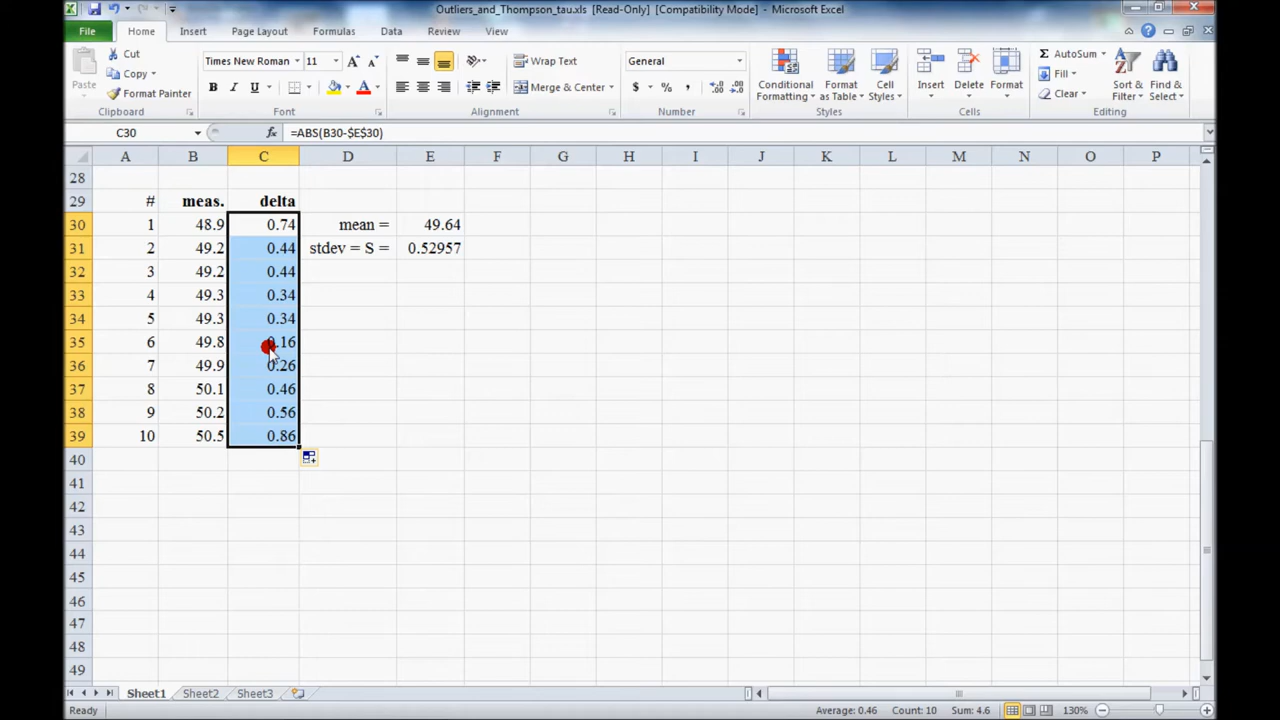 Outliers_and_Thompson_tau.xls [Read-Only] [Compatibility Mode] - Microsoft Excel
File Home Insert Page Layout Formulas Data Review View
Paste
Cut
Copy
Format Painter
Clipboard
Times New Roman 11
B I U
Font
Wrap Text
Merge & Center
Alignment
General
$ % ,
Number
Conditional Formatting
Format as Table
Cell Styles
Styles
Insert Delete Format
Cells
AutoSum
Fill
Clear
Sort & Filter
Find & Select
Editing
C30 fx =ABS(B30-$E$30)
A B C D E F G H I J K L M N O P
28
29 # meas. delta
30 1 48.9 0.74 mean = 49.64
31 2 49.2 0.44 stdev = S = 0.52957
32 3 49.2 0.44
33 4 49.3 0.34
34 5 49.3 0.34
35 6 49.8 0.16
36 7 49.9 0.26
37 8 50.1 0.46
38 9 50.2 0.56
39 10 50.5 0.86
40
41
42
43
44
45
46
47
48
49
Sheet1 Sheet2 Sheet3
Ready Average: 0.46 Count: 10 Sum: 4.6 130%